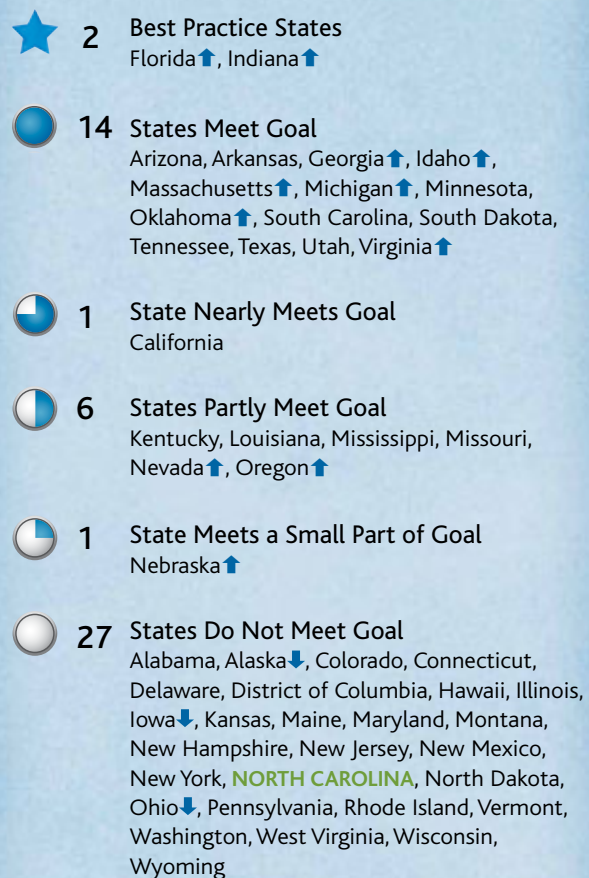 2 Best Practice States
Florida⬆, Indiana⬆
14 States Meet Goal
Arizona, Arkansas, Georgia⬆, Idaho⬆,
Massachusetts⬆, Michigan⬆, Minnesota,
Oklahoma⬆, South Carolina, South Dakota,
Tennessee, Texas, Utah, Virginia⬆
1 State Nearly Meets Goal
California
6 States Partly Meet Goal
Kentucky, Louisiana, Mississippi, Missouri,
Nevada⬆, Oregon⬆
1 State Meets a Small Part of Goal
Nebraska⬆
27 States Do Not Meet Goal
Alabama, Alaska⬇, Colorado, Connecticut,
Delaware, District of Columbia, Hawaii, Illinois,
Iowa⬇, Kansas, Maine, Maryland, Montana,
New Hampshire, New Jersey, New Mexico,
New York, NORTH CAROLINA, North Dakota,
Ohio⬇, Pennsylvania, Rhode Island, Vermont,
Washington, West Virginia, Wisconsin,
Wyoming